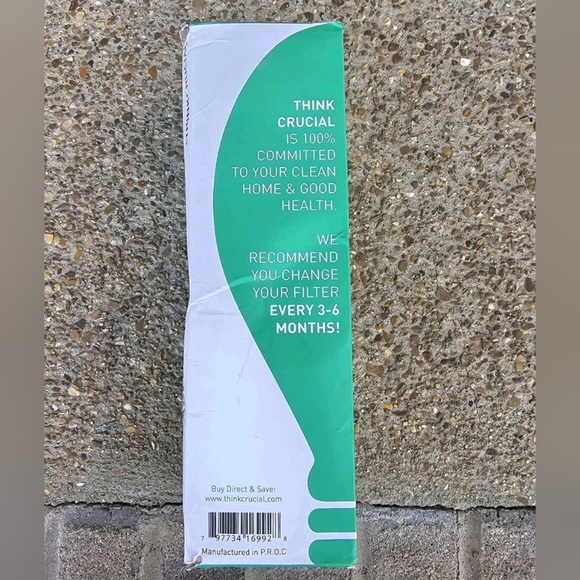 THINK
CRUCIAL
IS 100%
COMMITTED
TO YOUR CLEAN
HOME & GOOD
HEALTH.
WE
RECOMMEND
YOU CHANGE
YOUR FILTER
EVERY 3-6
MONTHS!
Buy Direct & Save:
www.thinkcrucial.com
7 97734 16992 8
Manufactured in P.R.O.C